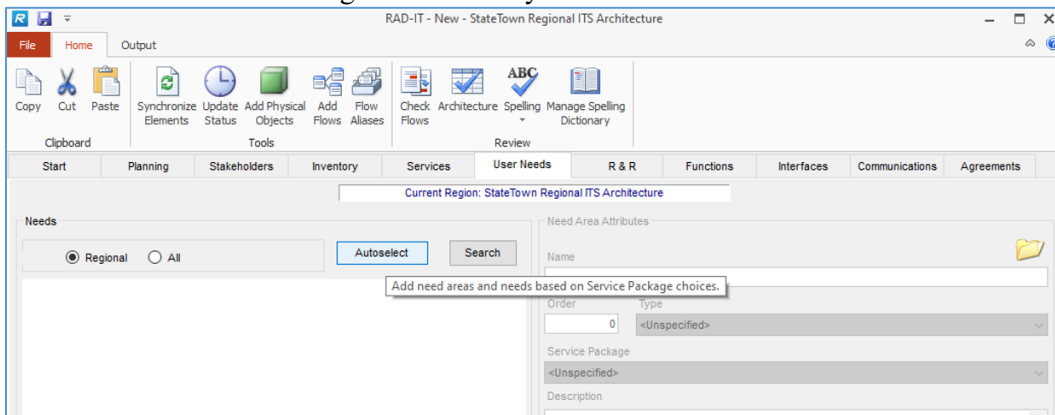 RAD-IT - New - StateTown Regional ITS Architecture
File Home Output
Copy Cut Paste Synchronize Elements Update Status Add Physical Objects Add Flows Flow Aliases Check Flows Architecture ABC Spelling Manage Spelling Dictionary
Clipboard Tools Review
Start Planning Stakeholders Inventory Services User Needs R & R Functions Interfaces Communications Agreements
Current Region: StateTown Regional ITS Architecture
Needs
Regional All Autoselect Search
Add need areas and needs based on Service Package choices.
Need Area Attributes
Name
Order Type
0 <Unspecified>
Service Package
<Unspecified>
Description